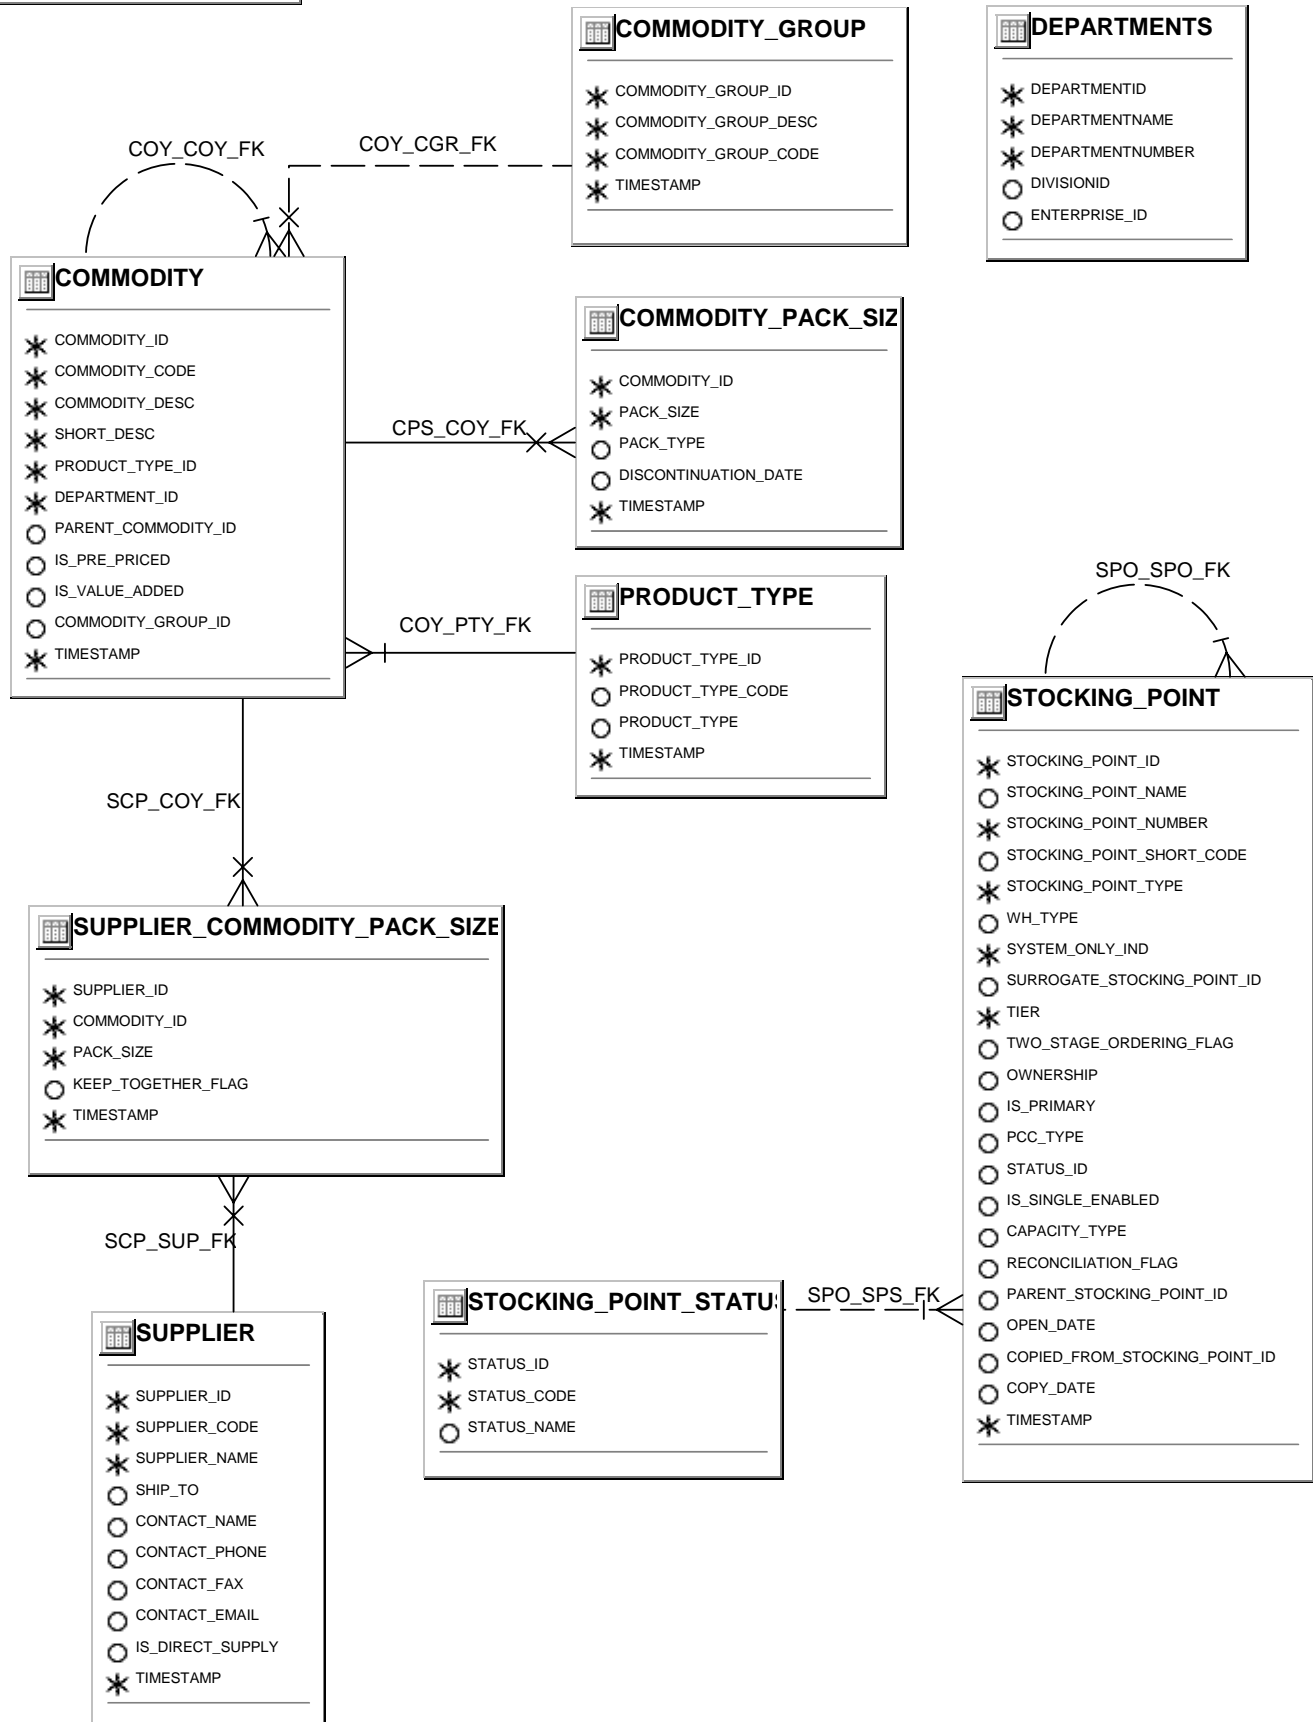 COMMODITY_GROUP
COMMODITY_GROUP_ID
COMMODITY_GROUP_DESC
COMMODITY_GROUP_CODE
TIMESTAMP
DEPARTMENTS
DEPARTMENTID
DEPARTMENTNAME
DEPARTMENTNUMBER
DIVISIONID
ENTERPRISE_ID
COY_COY_FK
COY_CGR_FK
COMMODITY
COMMODITY_ID
COMMODITY_CODE
COMMODITY_DESC
SHORT_DESC
PRODUCT_TYPE_ID
DEPARTMENT_ID
PARENT_COMMODITY_ID
IS_PRE_PRICED
IS_VALUE_ADDED
COMMODITY_GROUP_ID
TIMESTAMP
COMMODITY_PACK_SIZ
COMMODITY_ID
PACK_SIZE
PACK_TYPE
DISCONTINUATION_DATE
TIMESTAMP
CPS_COY_FK
PRODUCT_TYPE
PRODUCT_TYPE_ID
PRODUCT_TYPE_CODE
PRODUCT_TYPE
TIMESTAMP
COY_PTY_FK
SPO_SPO_FK
STOCKING_POINT
STOCKING_POINT_ID
STOCKING_POINT_NAME
STOCKING_POINT_NUMBER
STOCKING_POINT_SHORT_CODE
STOCKING_POINT_TYPE
WH_TYPE
SYSTEM_ONLY_IND
SURROGATE_STOCKING_POINT_ID
TIER
TWO_STAGE_ORDERING_FLAG
OWNERSHIP
IS_PRIMARY
PCC_TYPE
STATUS_ID
IS_SINGLE_ENABLED
CAPACITY_TYPE
RECONCILIATION_FLAG
PARENT_STOCKING_POINT_ID
OPEN_DATE
COPIED_FROM_STOCKING_POINT_ID
COPY_DATE
TIMESTAMP
SCP_COY_FK
SUPPLIER_COMMODITY_PACK_SIZE
SUPPLIER_ID
COMMODITY_ID
PACK_SIZE
KEEP_TOGETHER_FLAG
TIMESTAMP
SCP_SUP_FK
SUPPLIER
SUPPLIER_ID
SUPPLIER_CODE
SUPPLIER_NAME
SHIP_TO
CONTACT_NAME
CONTACT_PHONE
CONTACT_FAX
CONTACT_EMAIL
IS_DIRECT_SUPPLY
TIMESTAMP
STOCKING_POINT_STATUS
STATUS_ID
STATUS_CODE
STATUS_NAME
SPO_SPS_FK